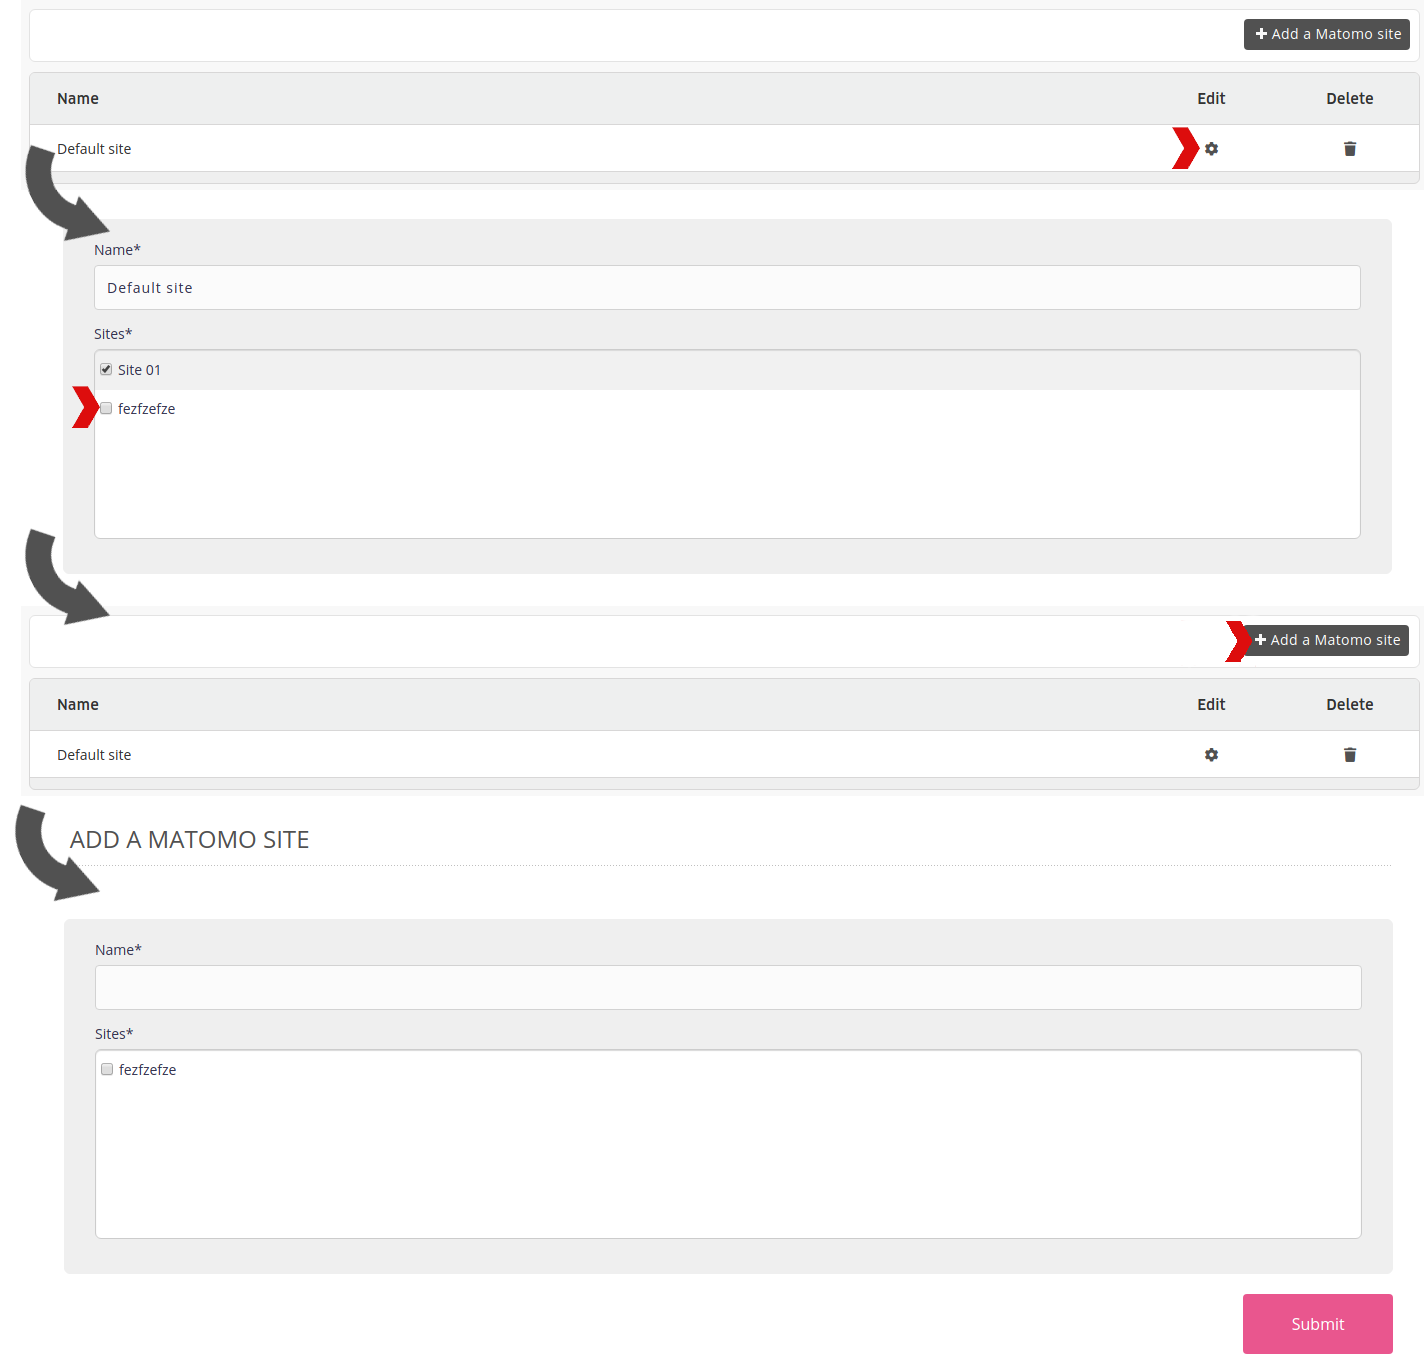 Add a Matomo site
Name Edit Delete
Default site
Name*
Default site
Sites*
Site 01
fezfzefze
Add a Matomo site
Name Edit Delete
Default site
ADD A MATOMO SITE
Name*
Sites*
fezfzefze
Submit